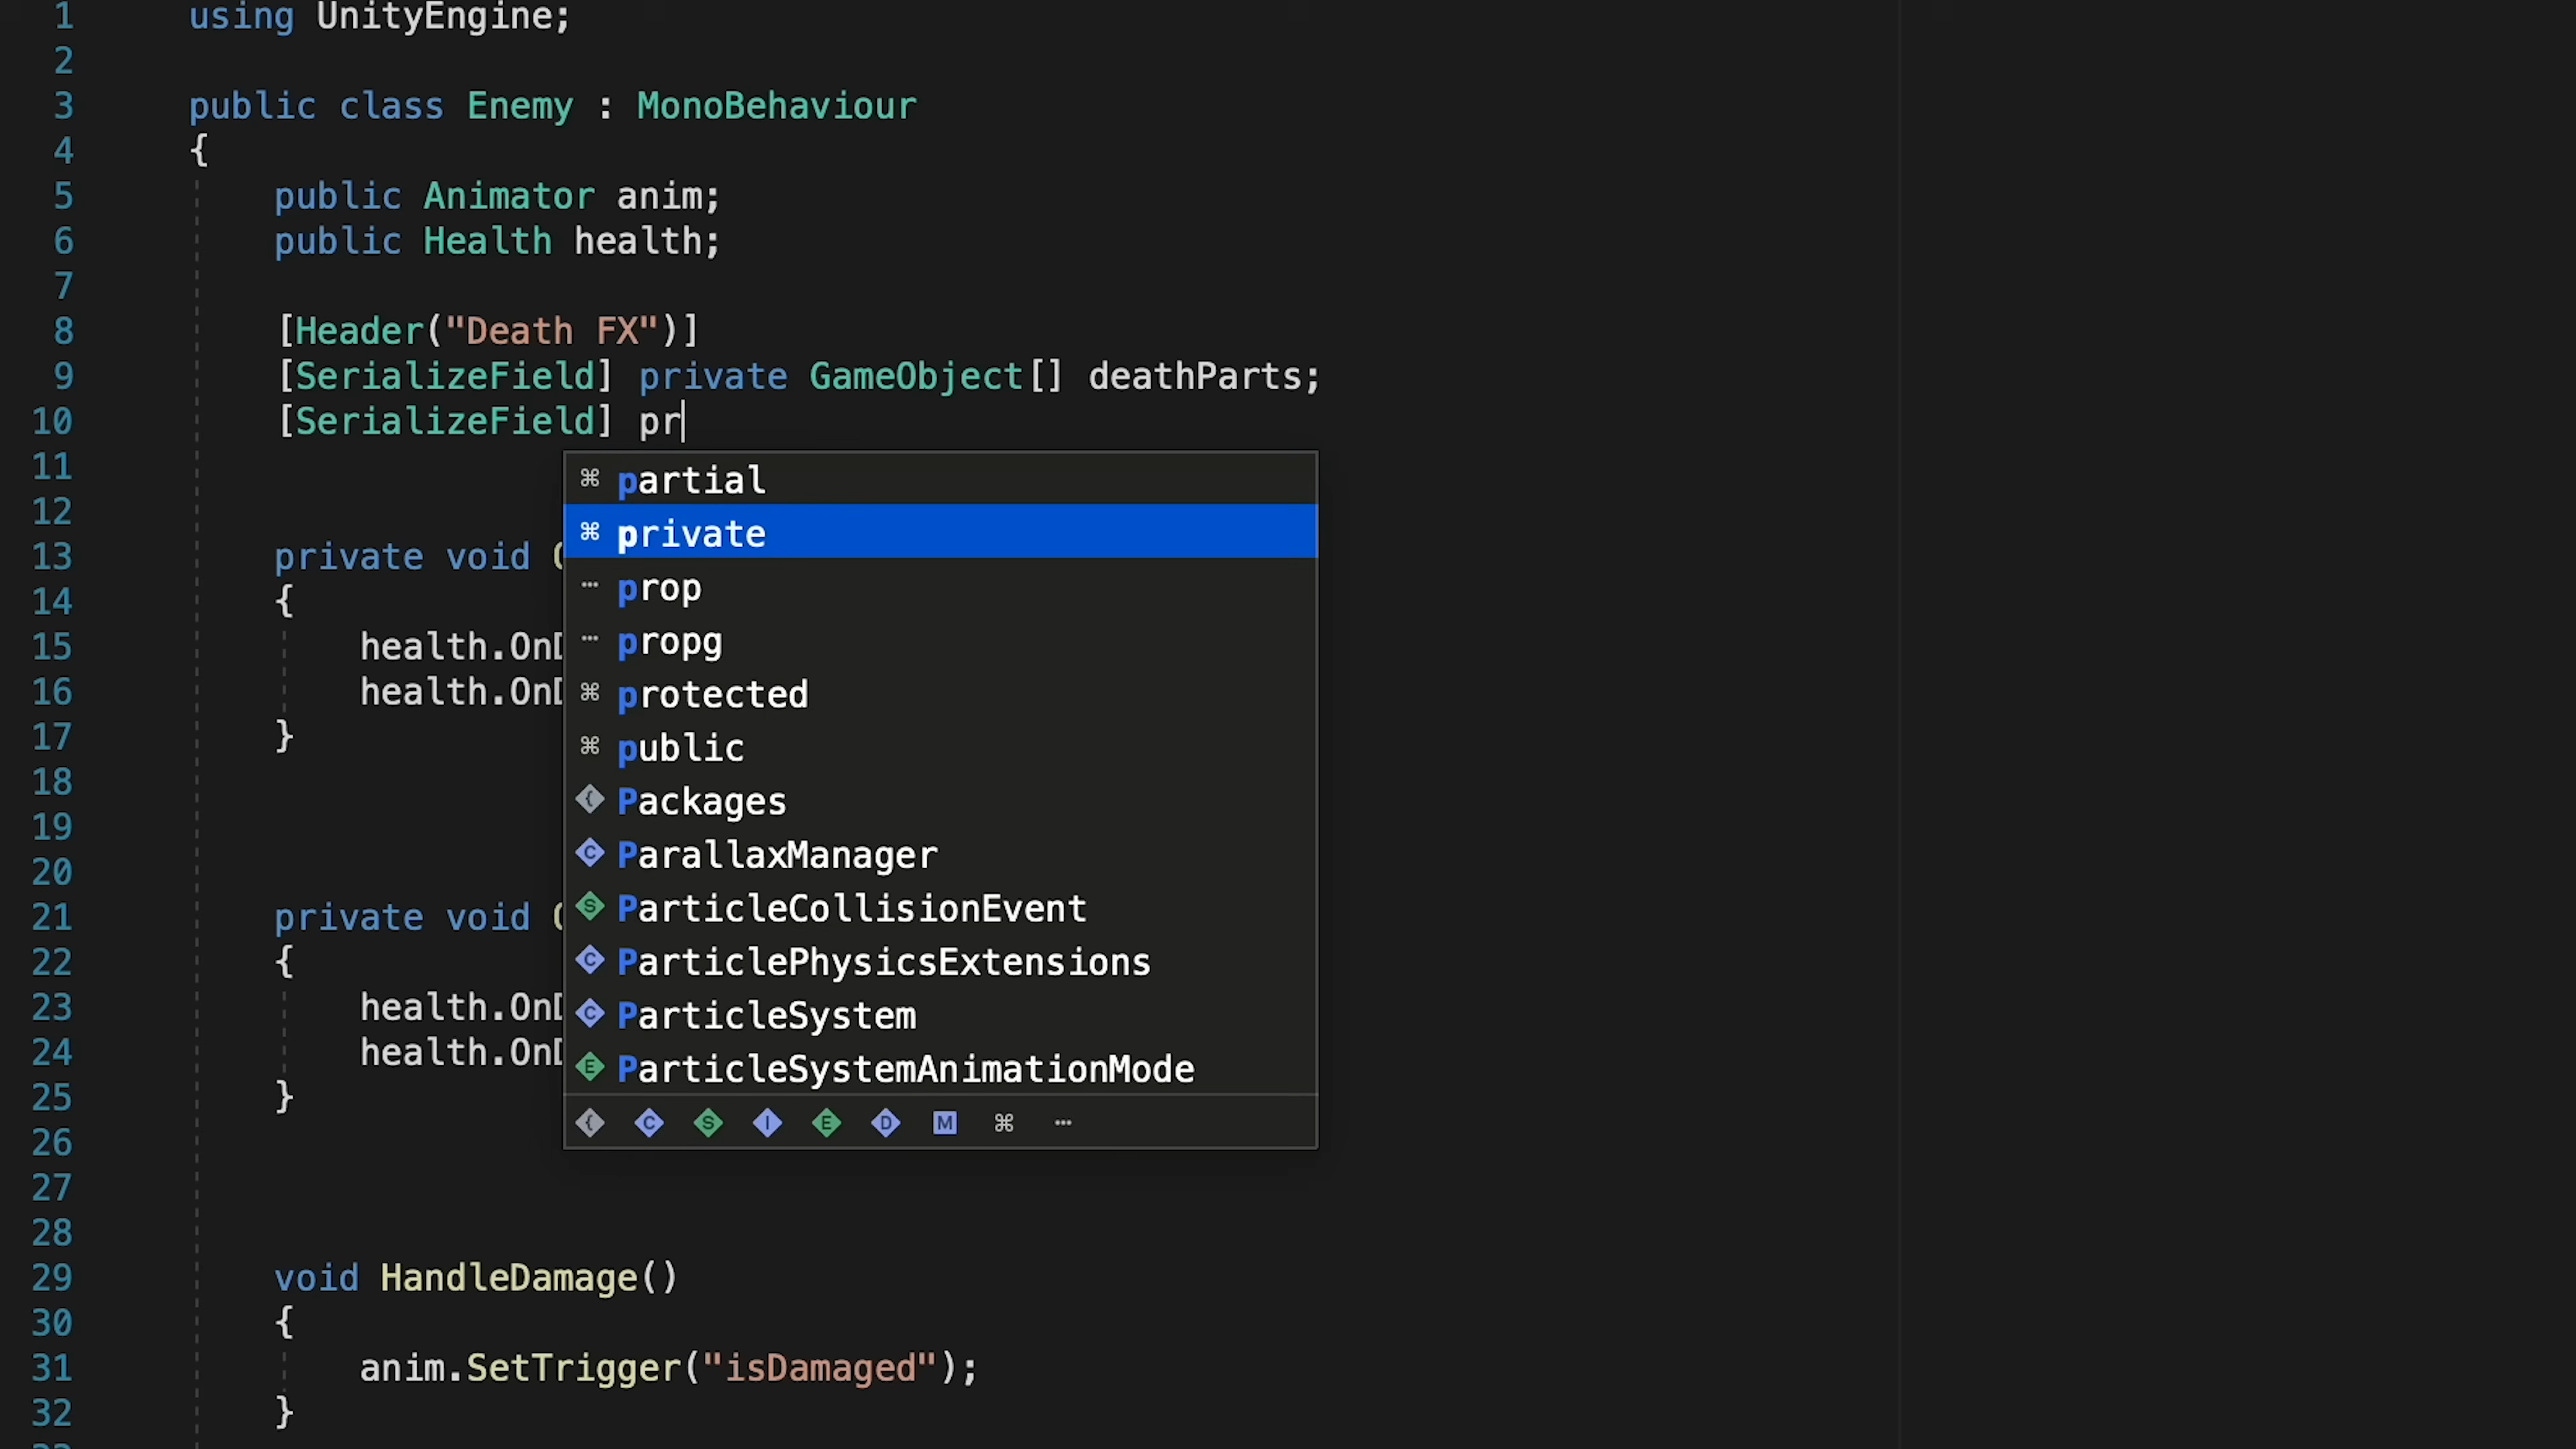 1 using UnityEngine;
2
3 public class Enemy : MonoBehaviour
4 {
5 public Animator anim;
6 public Health health;
7
8 [Header("Death FX")]
9 [SerializeField] private GameObject[] deathParts;
10 [SerializeField] pr
11
⌘ partial
12
⌘ private
13 private void
··· prop
14 {
15 health.On
··· propg
16 health.On
⌘ protected
17 }
⌘ public
18
{ Packages
19
C ParallaxManager
20
S ParticleCollisionEvent
21 private void
22 {
C ParticlePhysicsExtensions
23 health.On
C ParticleSystem
24 health.On
E ParticleSystemAnimationMode
25 }
{ C S I E D M ⌘ ···
26
27
28
29 void HandleDamage()
30 {
31 anim.SetTrigger("isDamaged");
32 }